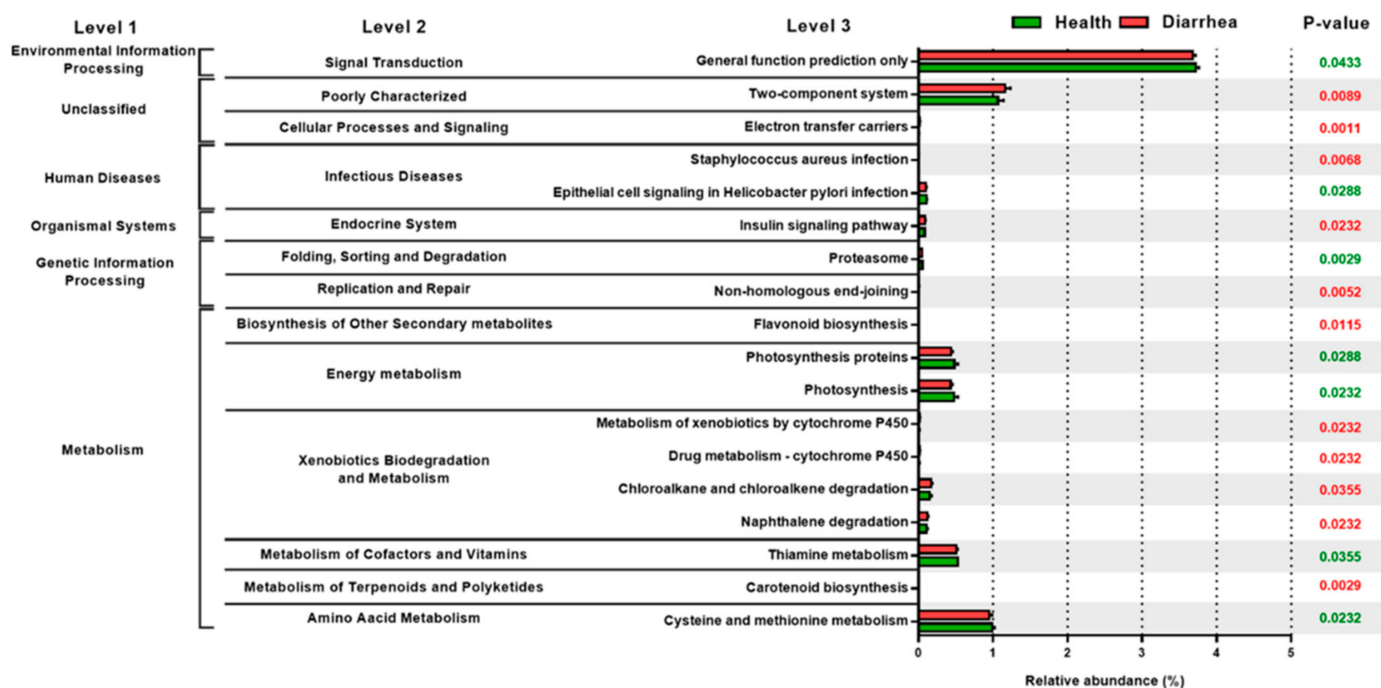 Level 1
Level 2
Level 3
Health
Diarrhea
P-value
Environmental Information
Processing
Signal Transduction
General function prediction only
0.0433
Unclassified
Poorly Characterized
Two-component system
0.0089
Cellular Processes and Signaling
Electron transfer carriers
0.0011
Human Diseases
Infectious Diseases
Staphylococcus aureus infection
0.0068
Epithelial cell signaling in Helicobacter pylori infection
0.0288
Organismal Systems
Endocrine System
Insulin signaling pathway
0.0232
Genetic Information
Processing
Folding, Sorting and Degradation
Proteasome
0.0029
Replication and Repair
Non-homologous end-joining
0.0052
Metabolism
Biosynthesis of Other Secondary metabolites
Flavonoid biosynthesis
0.0115
Energy metabolism
Photosynthesis proteins
0.0288
Photosynthesis
0.0232
Xenobiotics Biodegradation
and Metabolism
Metabolism of xenobiotics by cytochrome P450
0.0232
Drug metabolism - cytochrome P450
0.0232
Chloroalkane and chloroalkene degradation
0.0355
Naphthalene degradation
0.0232
Metabolism of Cofactors and Vitamins
Thiamine metabolism
0.0355
Metabolism of Terpenoids and Polyketides
Carotenoid biosynthesis
0.0029
Amino Aacid Metabolism
Cysteine and methionine metabolism
0.0232
0 1 2 3 4 5
Relative abundance (%)